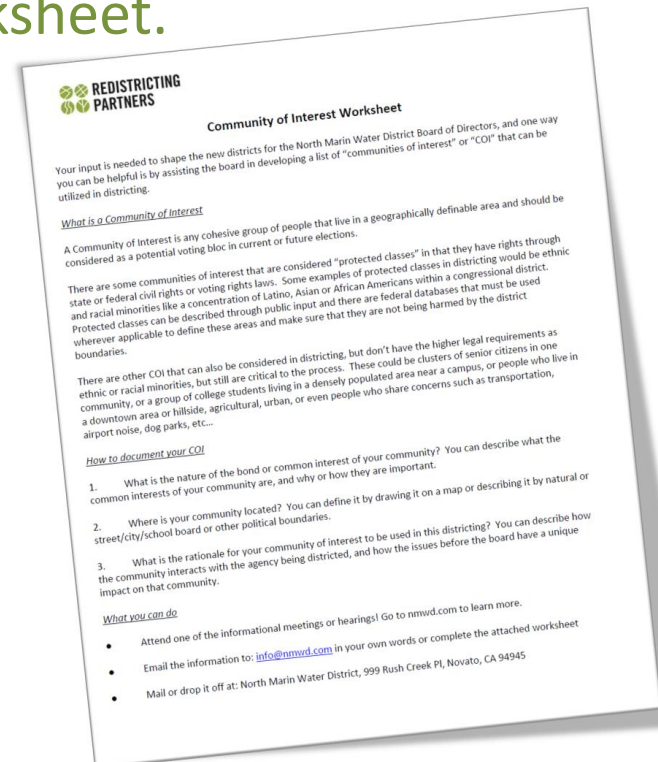 ksheet.
REDISTRICTING
PARTNERS
Community of Interest Worksheet
Your input is needed to shape the new districts for the North Marin Water District Board of Directors, and one way
you can be helpful is by assisting the board in developing a list of “communities of interest” or “COI” that can be
utilized in districting.
What is a Community of Interest
A Community of Interest is any cohesive group of people that live in a geographically definable area and should be
considered as a potential voting bloc in current or future elections.
There are some communities of interest that are considered “protected classes” in that they have rights through
state or federal civil rights or voting rights laws. Some examples of protected classes in districting would be ethnic
and racial minorities like a concentration of Latino, Asian or African Americans within a congressional district.
Protected classes can be described through public input and there are federal databases that must be used
wherever applicable to define these areas and make sure that they are not being harmed by the district
boundaries.
There are other COI that can also be considered in districting, but don’t have the higher legal requirements as
ethnic or racial minorities, but still are critical to the process. These could be clusters of senior citizens in one
community, or a group of college students living in a densely populated area near a campus, or people who live in
a downtown area or hillside, agricultural, urban, or even people who share concerns such as transportation,
airport noise, dog parks, etc...
How to document your COI
1. What is the nature of the bond or common interest of your community? You can describe what the
common interests of your community are, and why or how they are important.
2. Where is your community located? You can define it by drawing it on a map or describing it by natural or
street/city/school board or other political boundaries.
3. What is the rationale for your community of interest to be used in this districting? You can describe how
the community interacts with the agency being districted, and how the issues before the board have a unique
impact on that community.
What you can do
• Attend one of the informational meetings or hearings! Go to nmwd.com to learn more.
• Email the information to: info@nmwd.com in your own words or complete the attached worksheet
• Mail or drop it off at: North Marin Water District, 999 Rush Creek Pl, Novato, CA 94945